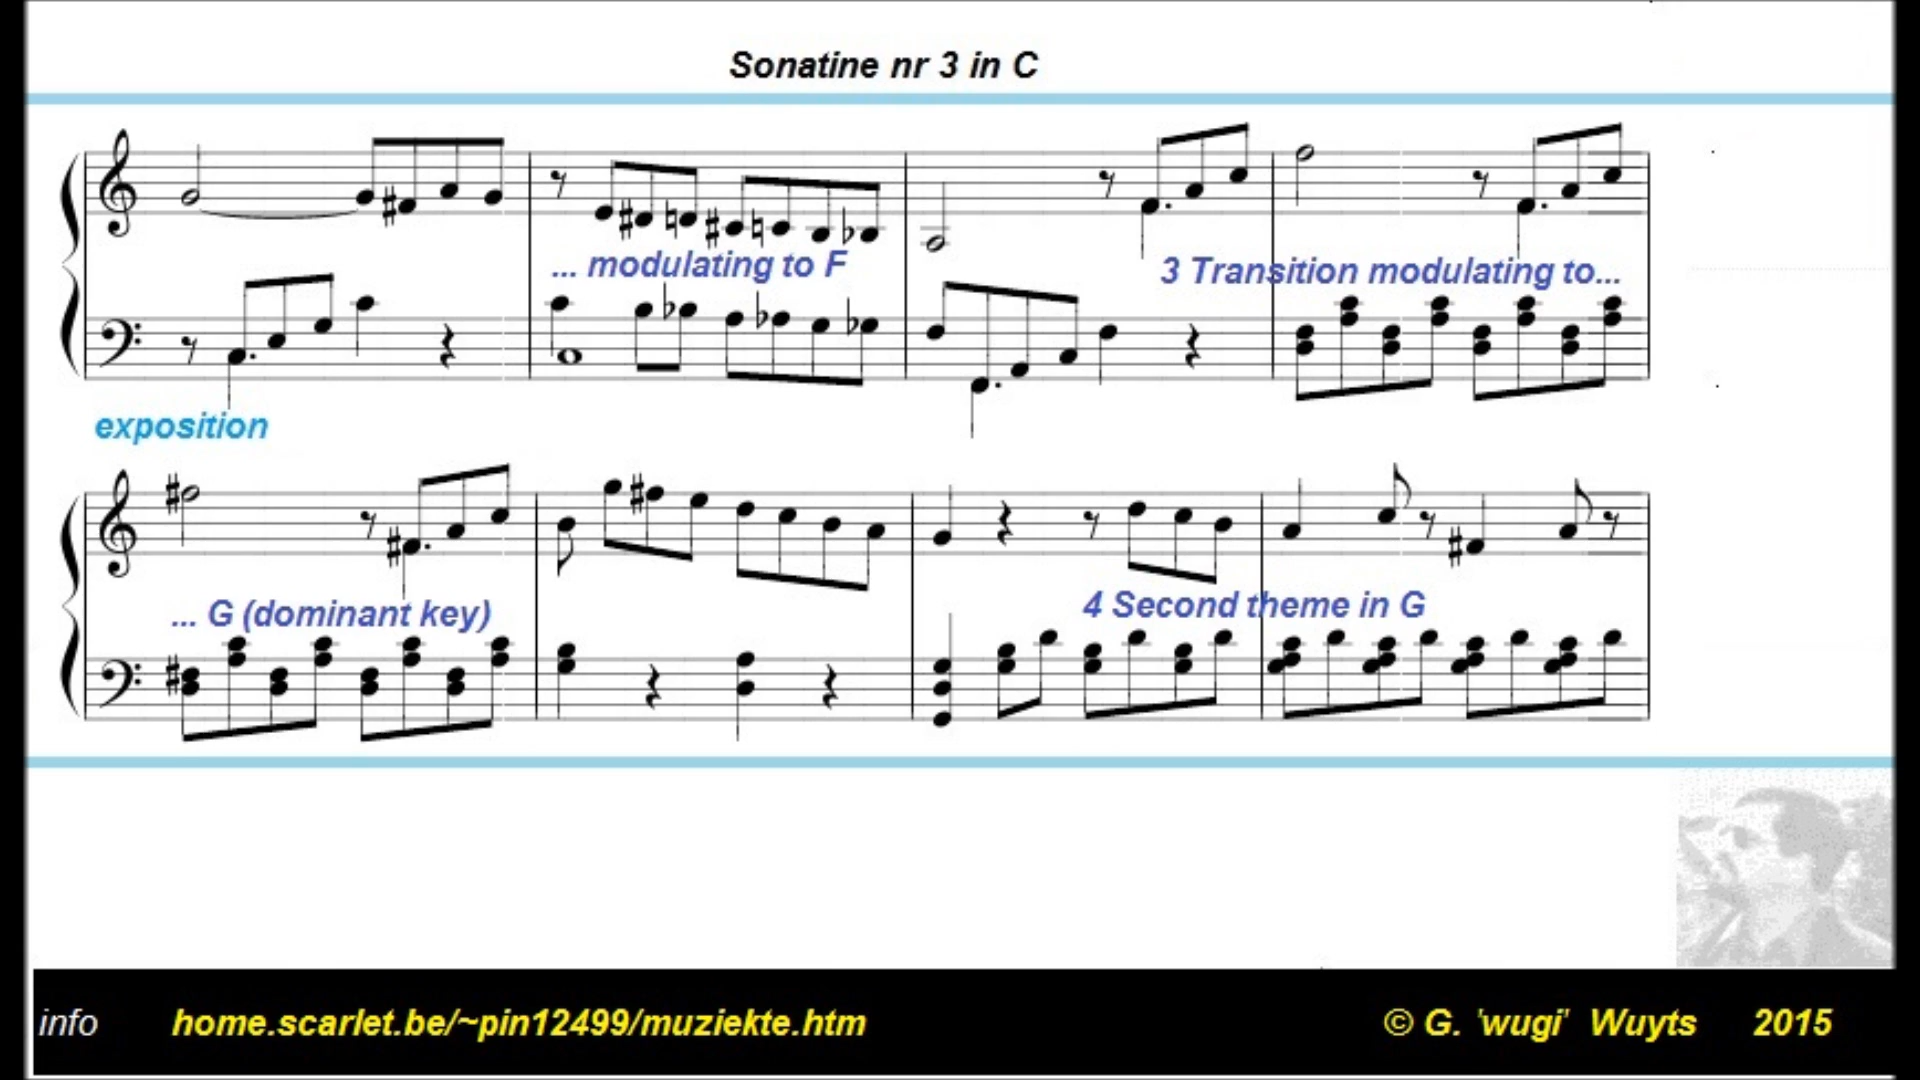 Sonatine nr 3 in C
... modulating to F
3 Transition modulating to...
exposition
... G (dominant key)
4 Second theme in G
info home.scarlet.be/~pin12499/muziekte.htm © G. 'wugi' Wuyts 2015